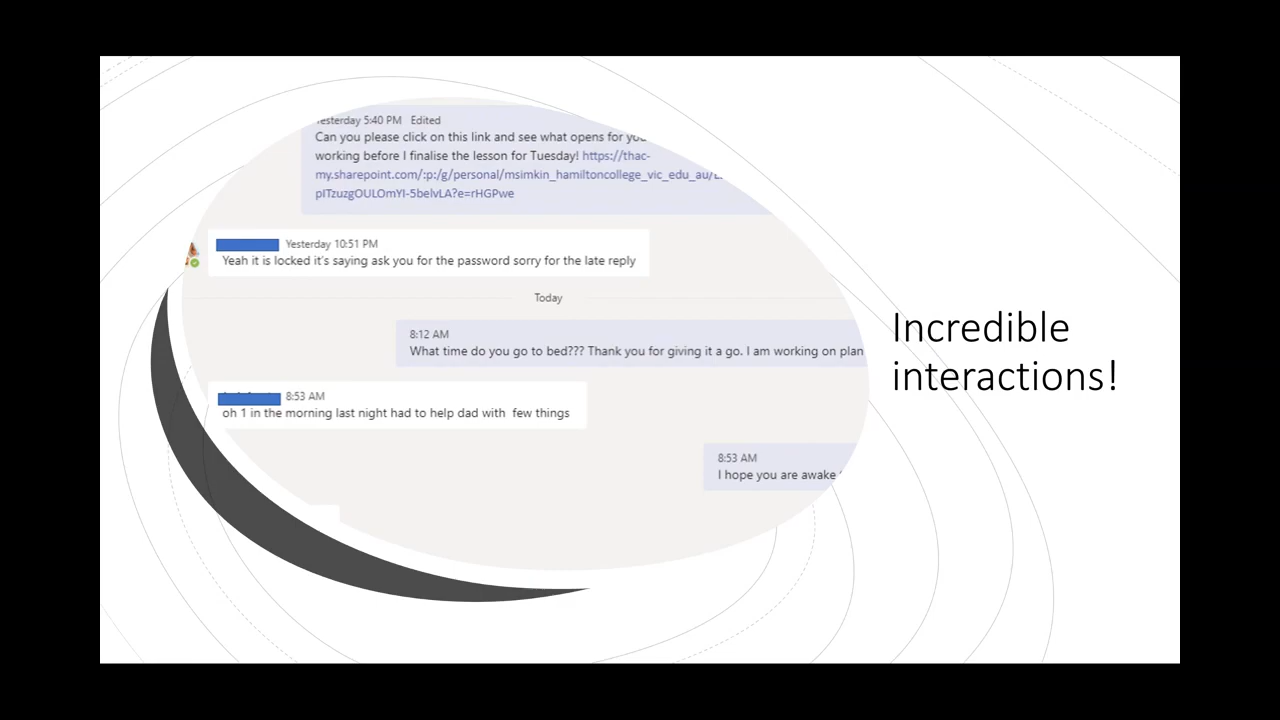 Yesterday 5:40 PM Edited
Can you please click on this link and see what opens for you
working before I finalise the lesson for Tuesday! https://thac-
my.sharepoint.com/:p:/g/personal/msimkin_hamiltoncollege_vic_edu_au/
pITzuzgOULOmYI-5belvLA?e=rHGPwe
Yesterday 10:51 PM
Yeah it is locked it's saying ask you for the password sorry for the late reply
Today
8:12 AM
What time do you go to bed??? Thank you for giving it a go. I am working on plan
8:53 AM
oh 1 in the morning last night had to help dad with few things
8:53 AM
I hope you are awake
Incredible
interactions!